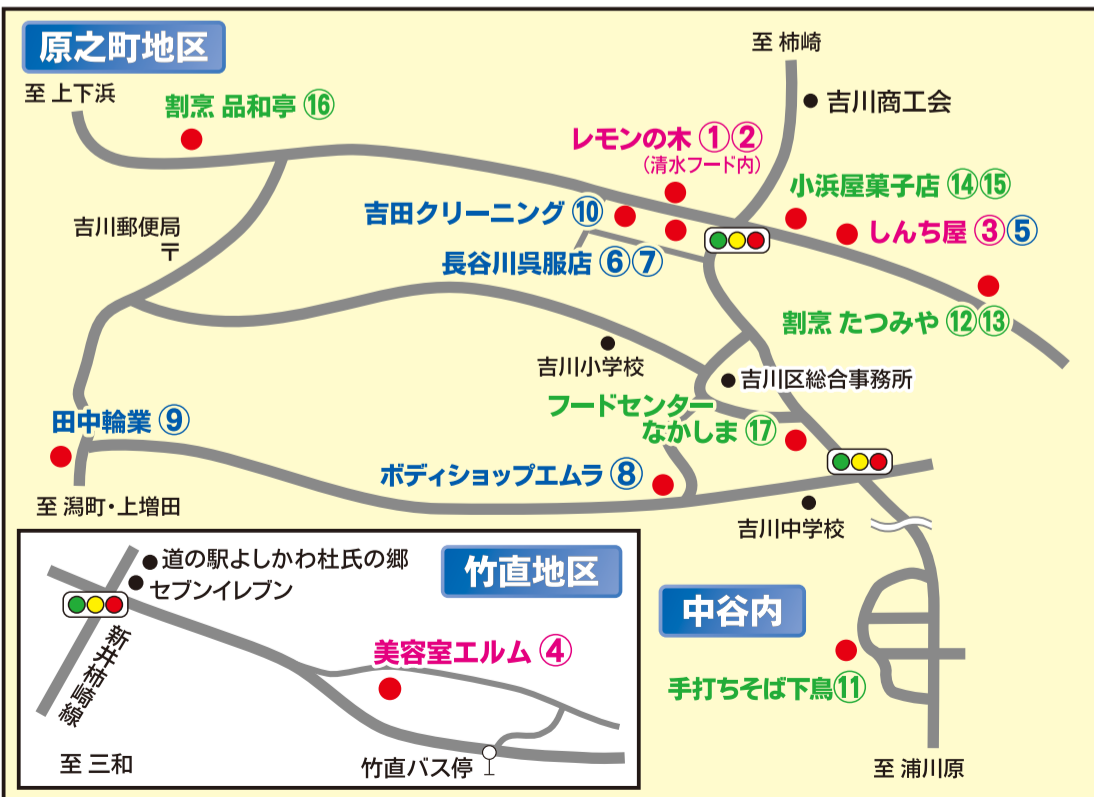 原之町地区
至 柿崎
至 上下浜
吉川商工会
割烹 品和亭 ⑯
レモンの木 ①②
(清水フード内)
小浜屋菓子店 ⑭⑮
吉田クリーニング ⑩
しんち屋 ③⑤
吉川郵便局
〒
長谷川呉服店 ⑥⑦
割烹 たつみや ⑫⑬
吉川小学校
吉川区総合事務所
フードセンター
なかしま ⑰
田中輪業 ⑨
ボディショップエムラ ⑧
至 潟町・上増田
吉川中学校
道の駅よしかわ杜氏の郷
セブンイレブン
竹直地区
中谷内
新井柿崎線
美容室エルム ④
手打ちそば下鳥⑪
至 三和
竹直バス停
至 浦川原